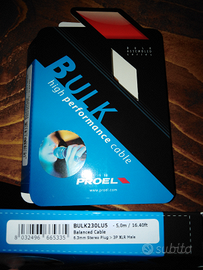 BULK
high performance cable
PROEL
www.proel.com
BULK230LU5 - 5.0m / 16.40ft
Balanced Cable
6.3mm Stereo Plug > 3P XLR Male
8 032496 665335
subito